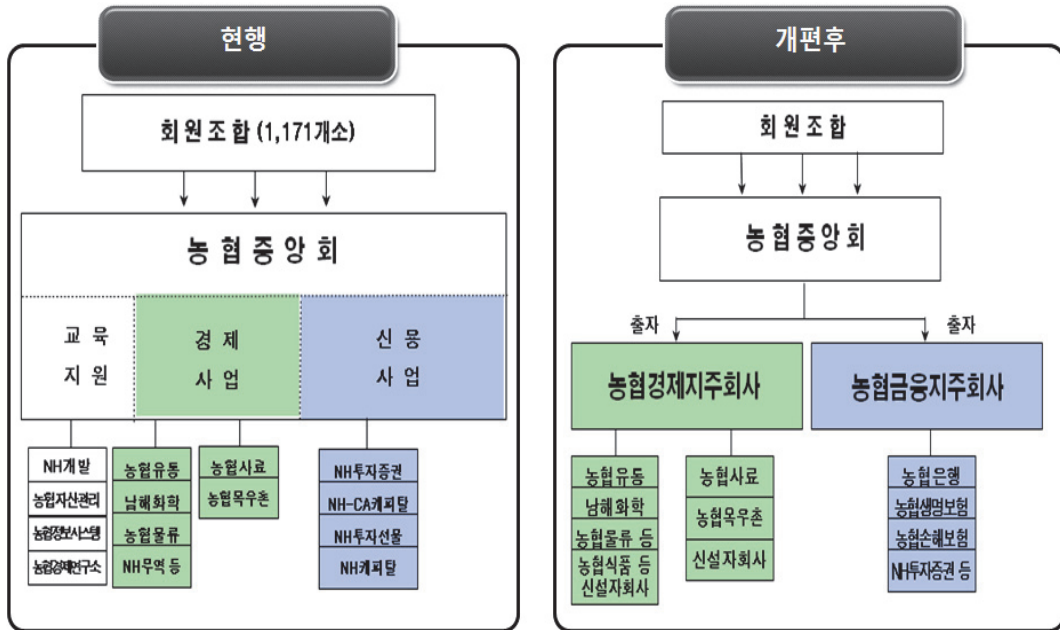 현행
회원조합 (1,171개소)
농협중앙회
교육
지원
경제
사업
신용
사업
NH개발
농협자산관리
농협정보시스템
농협경제연구소
농협유통
남해화학
농협물류
NH무역 등
농협사료
농협목우촌
NH투자증권
NH-CA캐피탈
NH투자선물
NH캐피탈
개편후
회원조합
농협중앙회
출자
출자
농협경제지주회사
농협금융지주회사
농협유통
남해화학
농협물류 등
농협식품 등
신설자회사
농협사료
농협목우촌
신설자회사
농협은행
농협생명보험
농협손해보험
NH투자증권 등